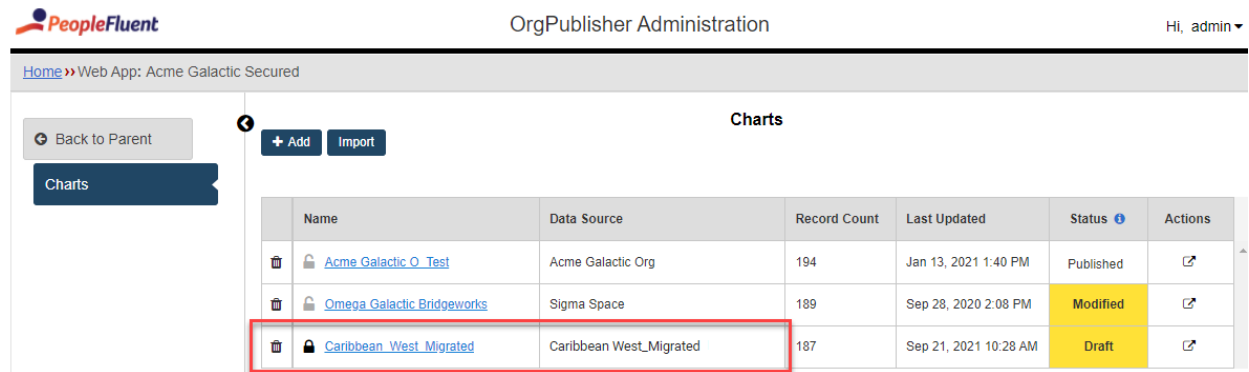 PeopleFluent
OrgPublisher Administration
Hi, admin
Home ›› Web App: Acme Galactic Secured
Back to Parent
Charts
Charts
+ Add Import
Name Data Source Record Count Last Updated Status Actions
Acme Galactic O_Test Acme Galactic Org 194 Jan 13, 2021 1:40 PM Published
Omega Galactic Bridgeworks Sigma Space 189 Sep 28, 2020 2:08 PM Modified
Caribbean_West_Migrated Caribbean West_Migrated 187 Sep 21, 2021 10:28 AM Draft